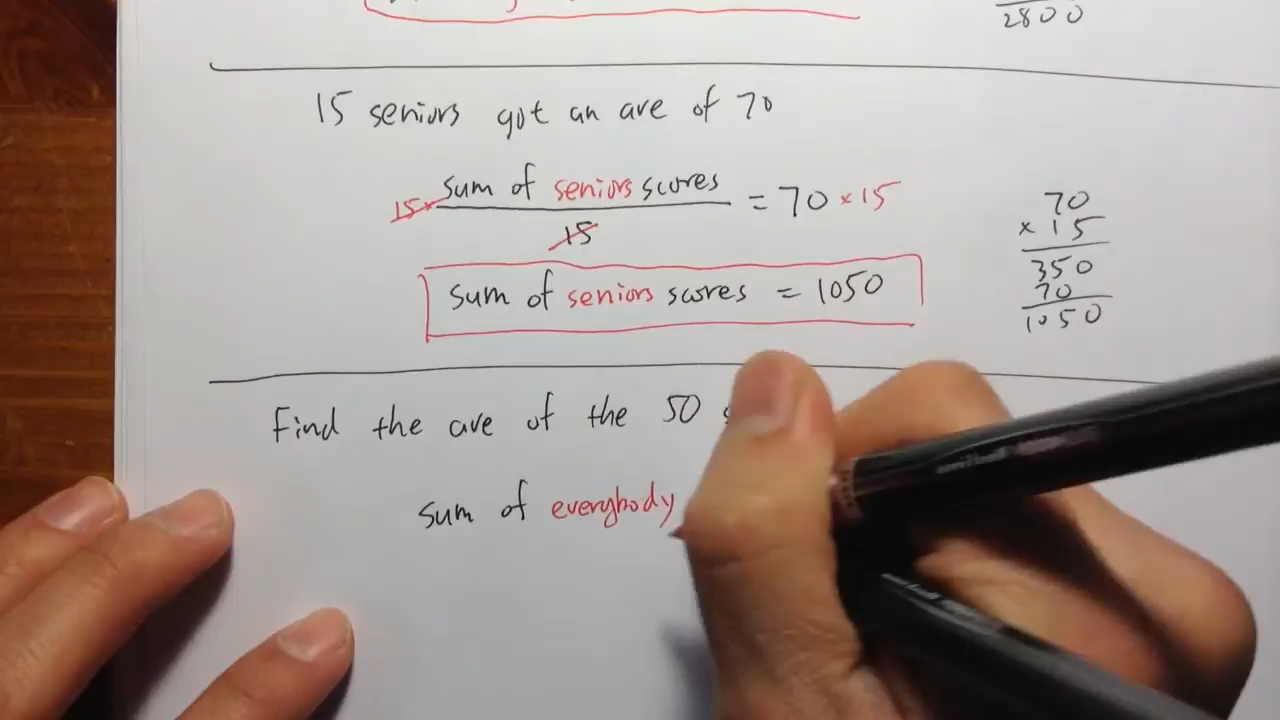 2800
15 seniors got an ave of 70
15× sum of seniors scores = 70 × 15
15
sum of seniors scores = 1050
70
× 15
350
70
1050
Find the ave of the 50
sum of everybody